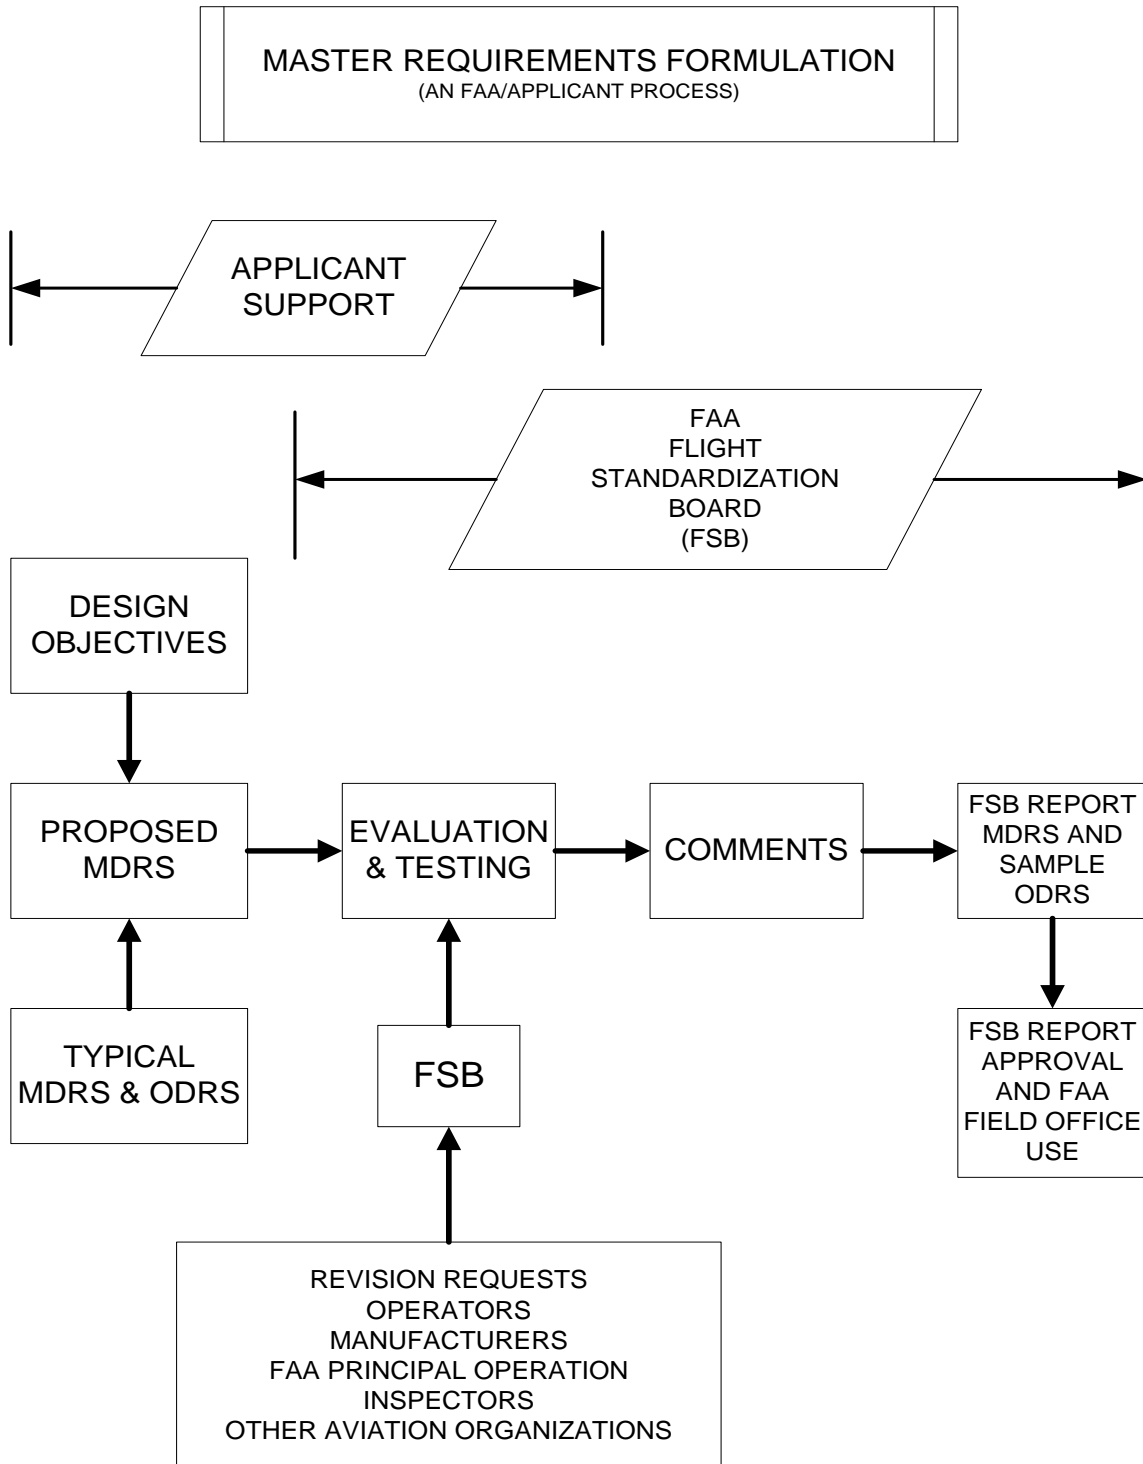 MASTER REQUIREMENTS FORMULATION
(AN FAA/APPLICANT PROCESS)
APPLICANT
SUPPORT
FAA
FLIGHT
STANDARDIZATION
BOARD
(FSB)
DESIGN
OBJECTIVES
PROPOSED
MDRS
EVALUATION
& TESTING
COMMENTS
FSB REPORT
MDRS AND
SAMPLE
ODRS
TYPICAL
MDRS & ODRS
FSB
FSB REPORT
APPROVAL
AND FAA
FIELD OFFICE
USE
REVISION REQUESTS
OPERATORS
MANUFACTURERS
FAA PRINCIPAL OPERATION
INSPECTORS
OTHER AVIATION ORGANIZATIONS